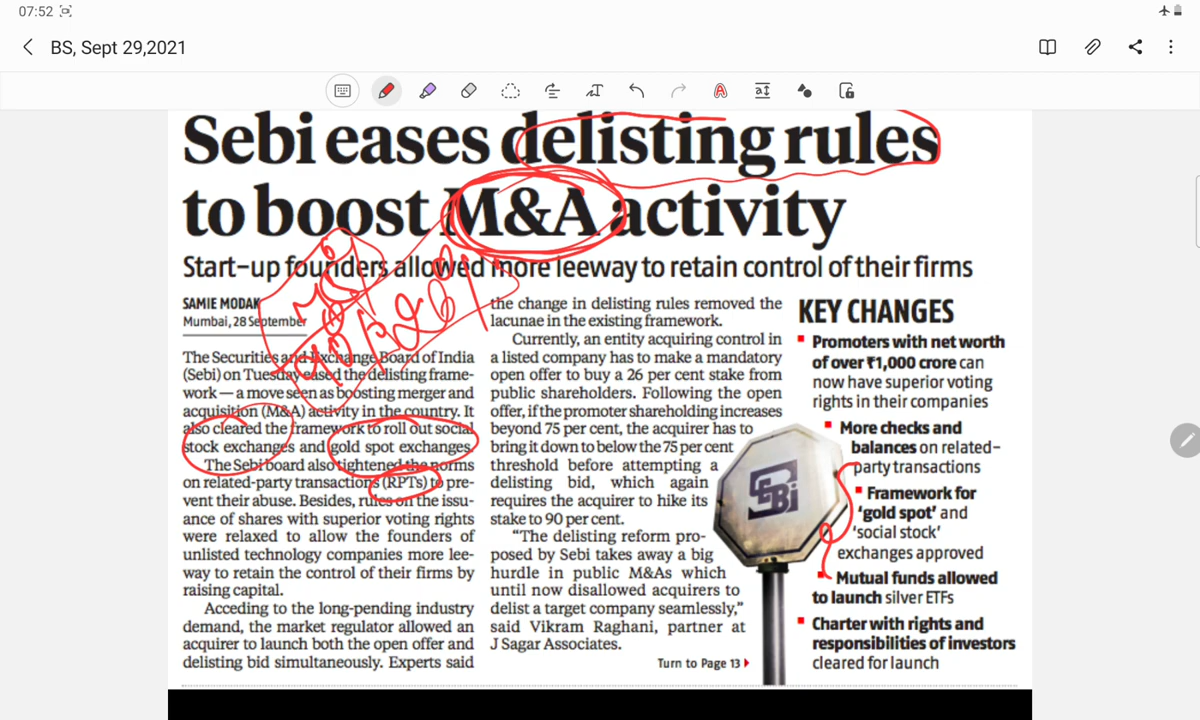 07:52
BS, Sept 29,2021
Sebi eases delisting rules
to boost M&A activity
Start-up founders allowed more leeway to retain control of their firms
SAMIE MODAK
Mumbai, 28 September
The Securities and Exchange Board of India
(Sebi) on Tuesday eased the delisting frame-
work — a move seen as boosting merger and
acquisition (M&A) activity in the country. It
also cleared the framework to roll out social
stock exchanges and gold spot exchanges.
The Sebi board also tightened the norms
on related-party transactions (RPTs) to pre-
vent their abuse. Besides, rules on the issu-
ance of shares with superior voting rights
were relaxed to allow the founders of
unlisted technology companies more lee-
way to retain the control of their firms by
raising capital.
Acceding to the long-pending industry
demand, the market regulator allowed an
acquirer to launch both the open offer and
delisting bid simultaneously. Experts said
the change in delisting rules removed the
lacunae in the existing framework.
Currently, an entity acquiring control in
a listed company has to make a mandatory
open offer to buy a 26 per cent stake from
public shareholders. Following the open
offer, if the promoter shareholding increases
beyond 75 per cent, the acquirer has to
bring it down to below the 75 per cent
threshold before attempting a
delisting bid, which again
requires the acquirer to hike its
stake to 90 per cent.
“The delisting reform pro-
posed by Sebi takes away a big
hurdle in public M&As which
until now disallowed acquirers to
delist a target company seamlessly,”
said Vikram Raghani, partner at
J Sagar Associates.
Turn to Page 13
KEY CHANGES
Promoters with net worth
of over ₹1,000 crore can
now have superior voting
rights in their companies
More checks and
balances on related-
party transactions
Framework for
‘gold spot’ and
‘social stock’
exchanges approved
Mutual funds allowed
to launch silver ETFs
Charter with rights and
responsibilities of investors
cleared for launch
SEBI